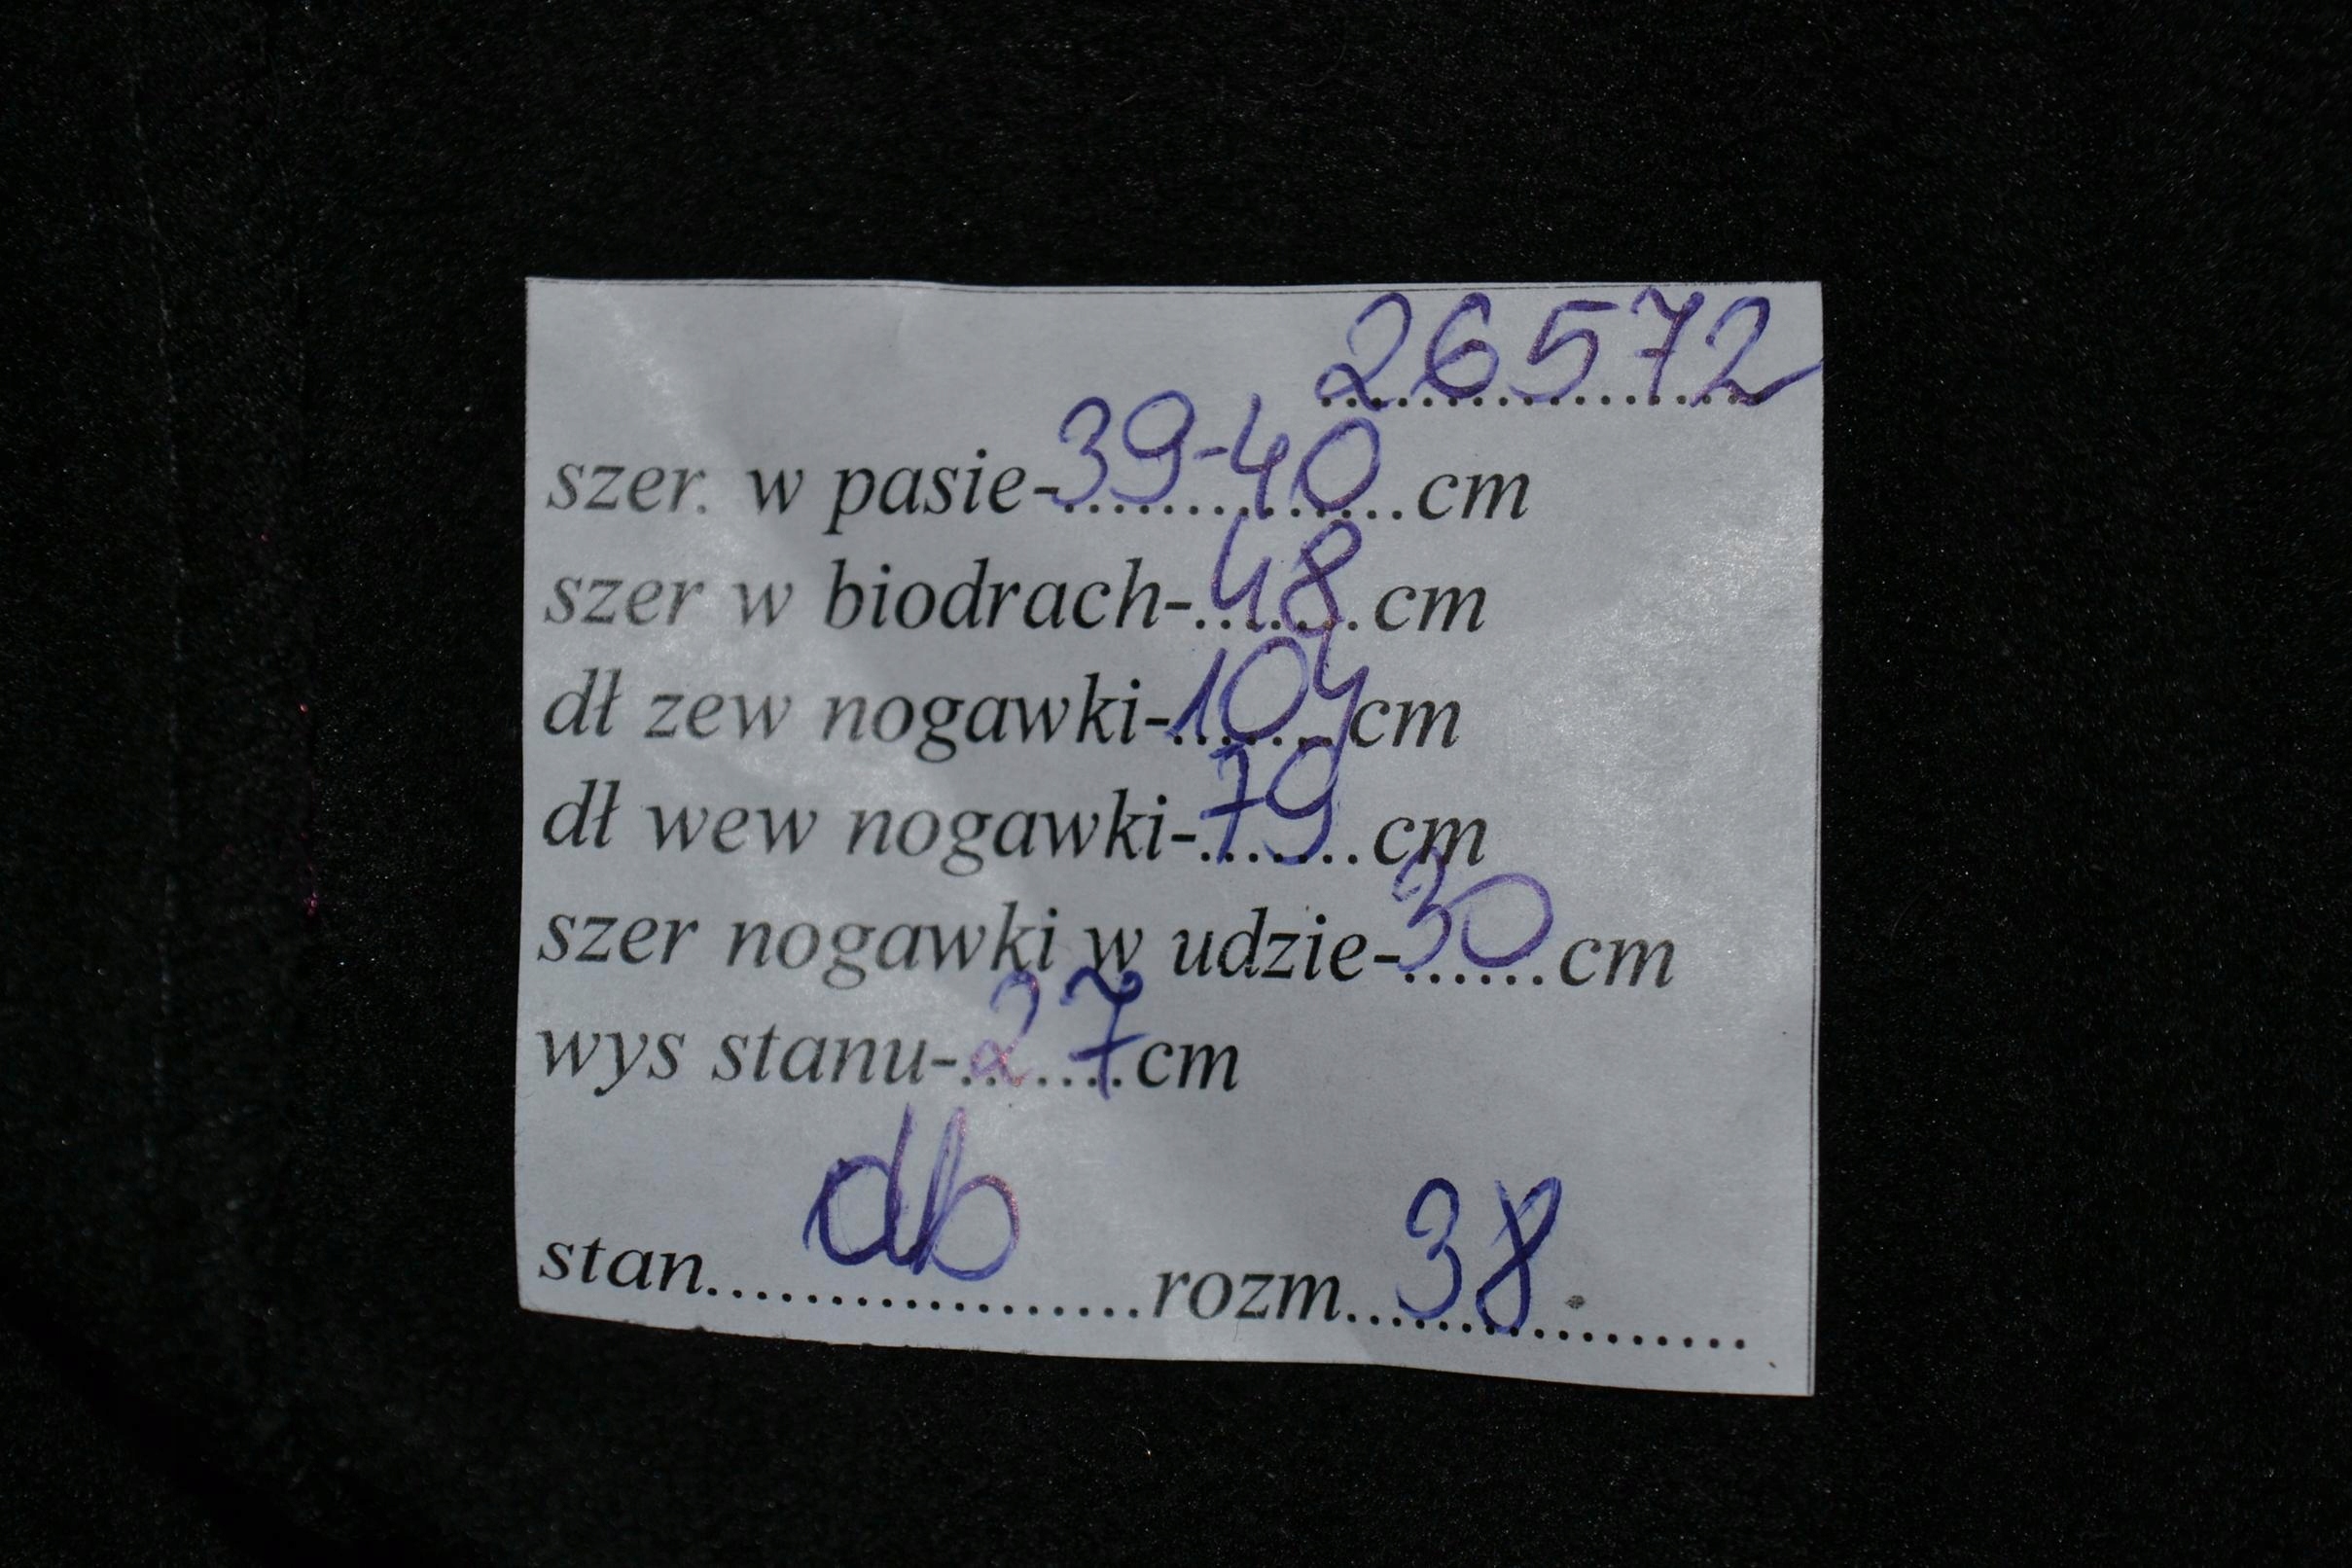 26572
szer. w pasie-39-40 cm
szer w biodrach-48 cm
dł zew nogawki-104 cm
dł wew nogawki-79 cm
szer nogawki w udzie-30 cm
wys stanu-27 cm
stan db rozm 38